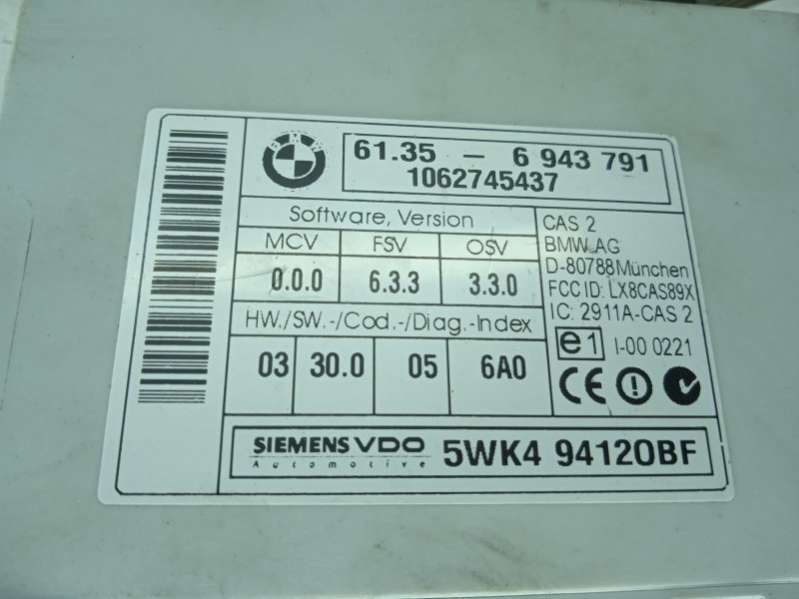 BMW
61.35 – 6 943 791
1062745437
Software, Version
MCV FSV OSV
0.0.0 6.3.3 3.3.0
HW./SW.-/Cod.-/Diag.-Index
03 30.0 05 6A0
CAS 2
BMW AG
D-80788 München
FCC ID: LX8CAS89X
IC: 2911A-CAS 2
e1 I-00 0221
CE
SIEMENS VDO
Automotive
5WK4 94120BF